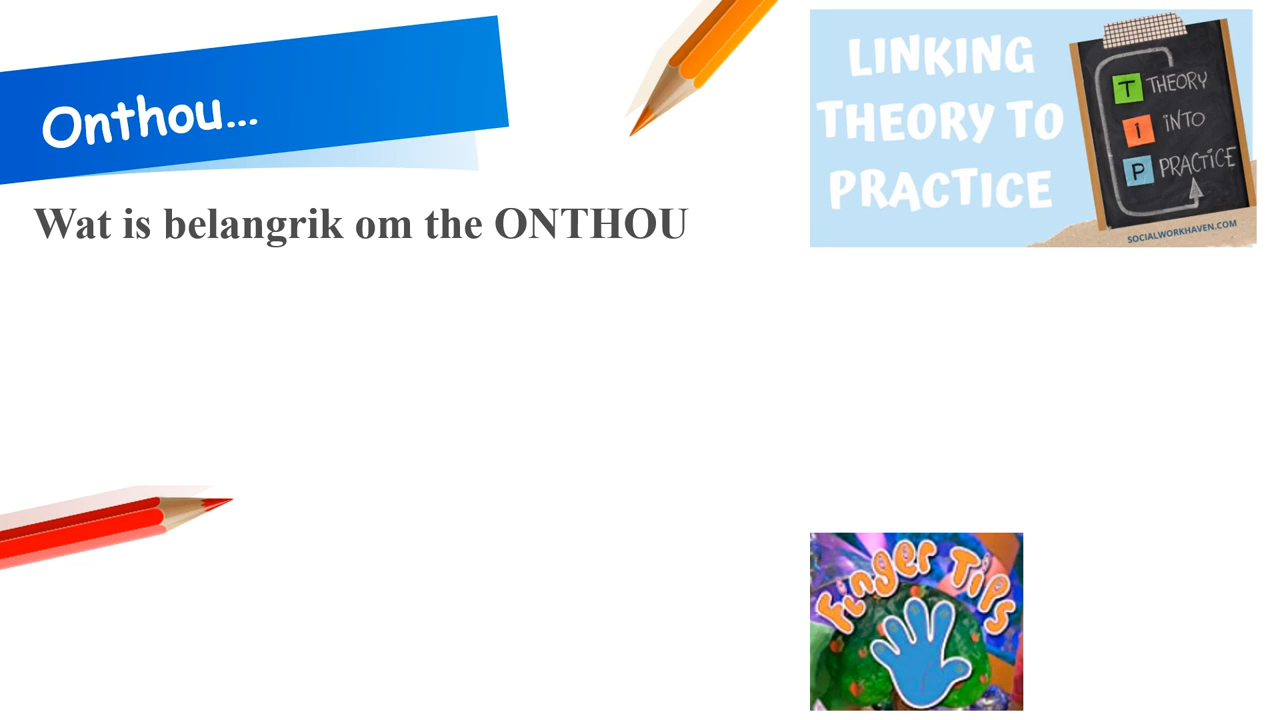 Onthou...
LINKING
THEORY TO
PRACTICE
T THEORY
I INTO
P PRACTICE
SOCIALWORKHAVEN.COM
Wat is belangrik om the ONTHOU
Finger Tips